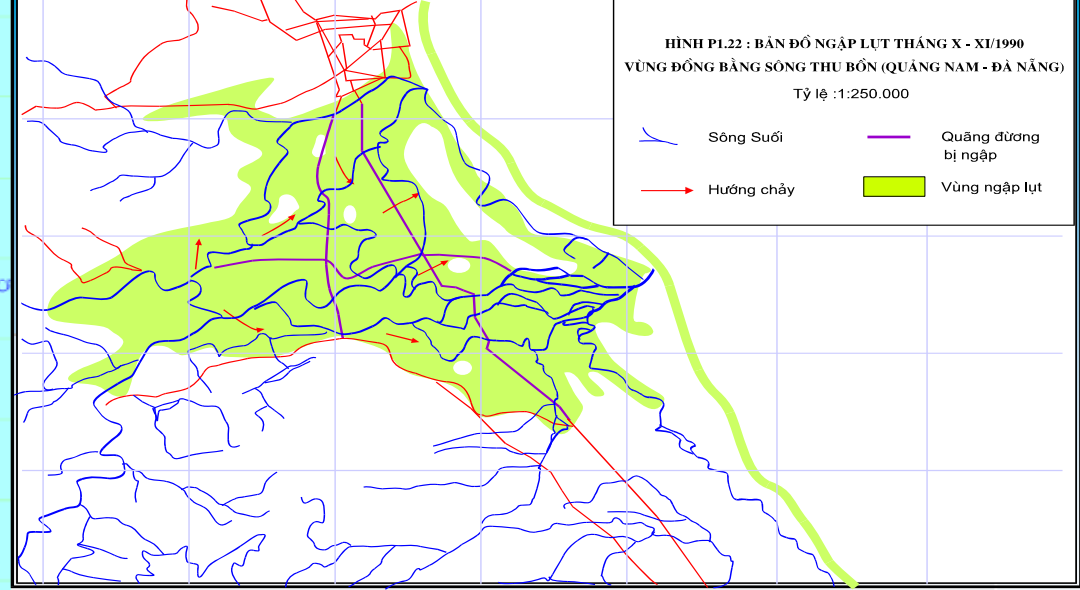 HÌNH P1.22 : BẢN ĐỒ NGẬP LỤT THÁNG X - XI/1990
VÙNG ĐỒNG BẰNG SÔNG THU BỒN (QUẢNG NAM - ĐÀ NẴNG)
Tỷ lệ :1:250.000
Sông Suối
Quãng đương
bị ngập
Hướng chảy
Vùng ngập lụt